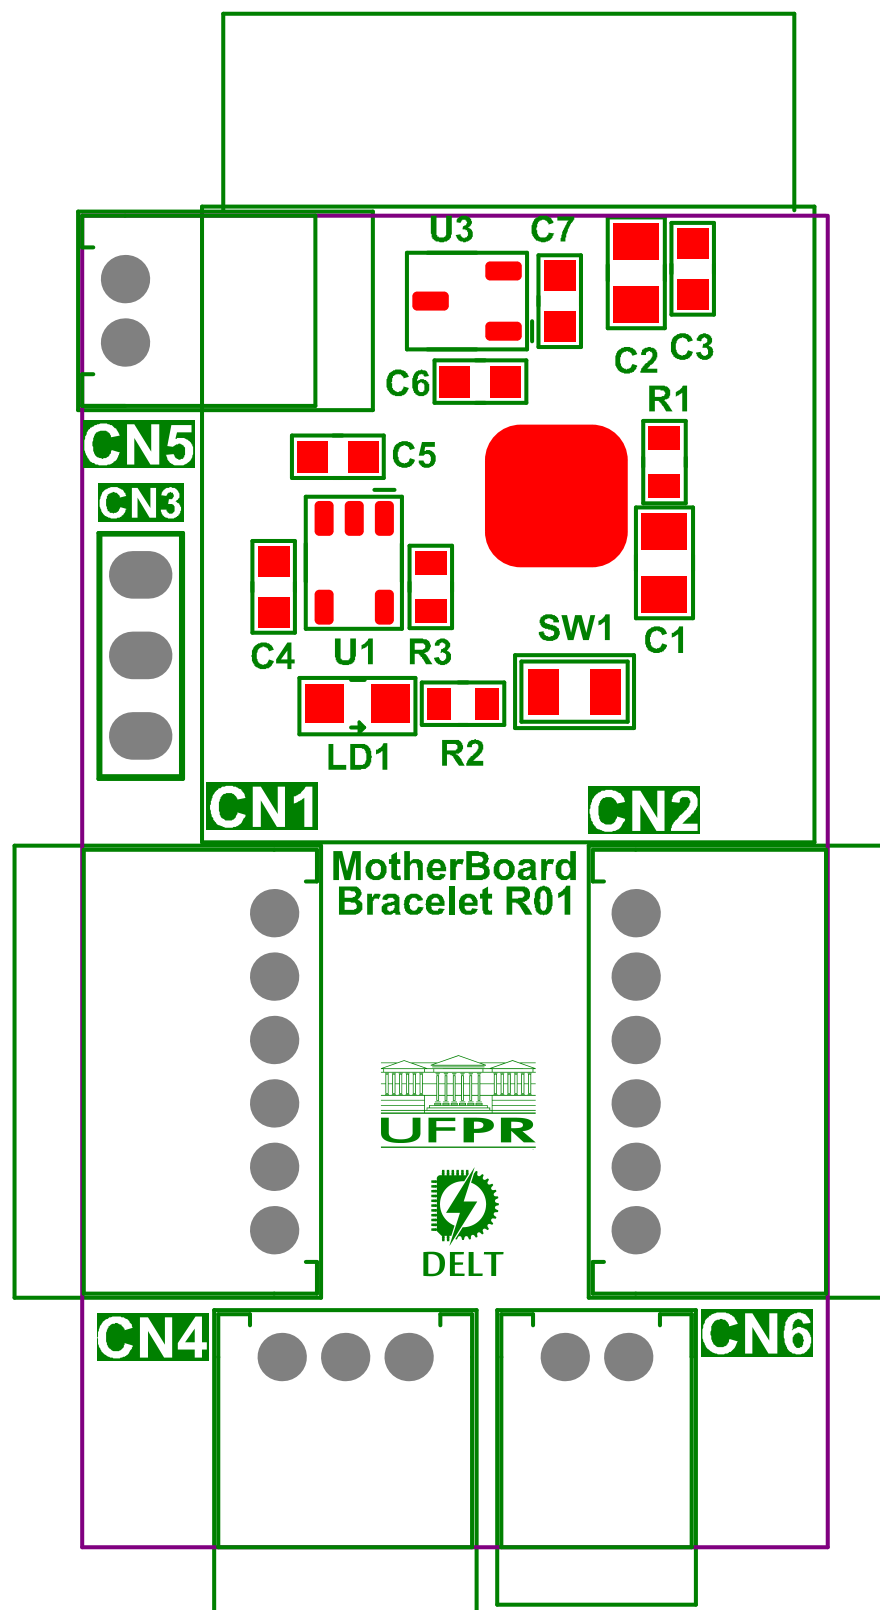 U3
C7
C2
C3
C6
R1
CN5
C5
CN3
SW1
C4
U1
R3
C1
LD1
R2
CN1
CN2
MotherBoard
Bracelet R01
UFPR
DELT
CN4
CN6